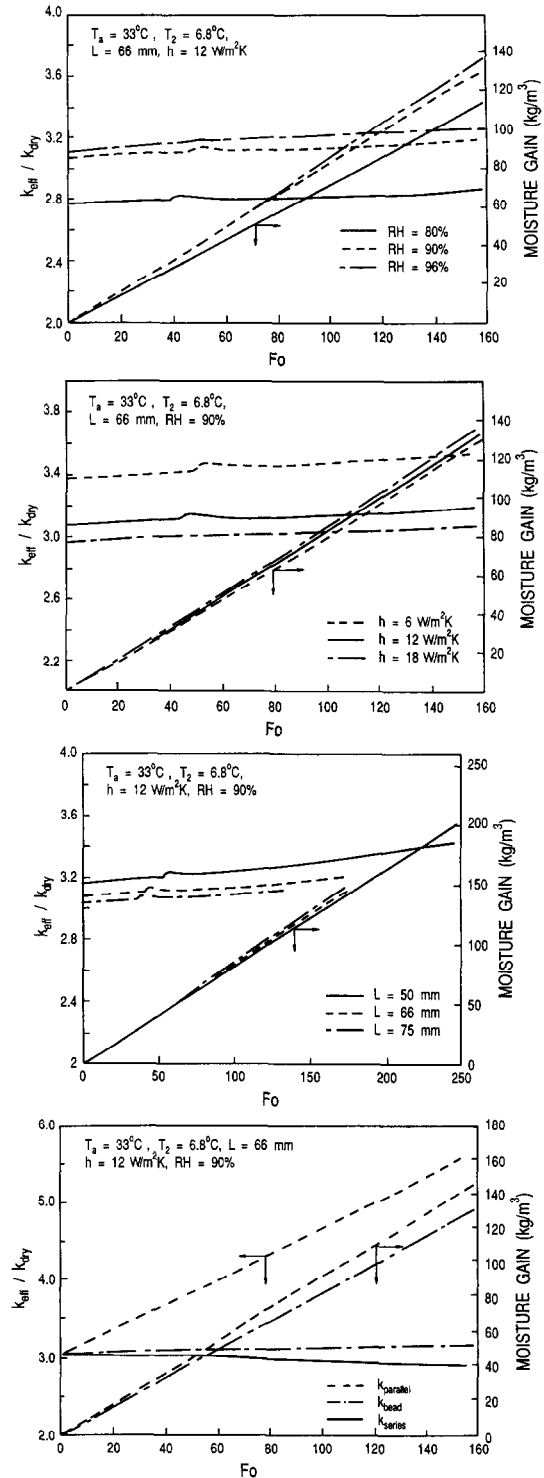 T_a = 33°C , T_2 = 6.8°C,
L = 66 mm, h = 12 W/m²K
4.0
3.6
3.2
2.8
2.4
2.0
k_eff / k_dry
140
120
100
80
60
40
20
MOISTURE GAIN (kg/m³)
RH = 80%
RH = 90%
RH = 96%
0 20 40 60 80 100 120 140 160
Fo
T_a = 33°C , T_2 = 6.8°C,
L = 66 mm, RH = 90%
3.8
3.4
3.0
2.6
2.2
k_eff / k_dry
140
120
100
80
60
40
20
MOISTURE GAIN (kg/m³)
h = 6 W/m²K
h = 12 W/m²K
h = 18 W/m²K
0 20 40 60 80 100 120 140 160
Fo
T_a = 33°C , T_2 = 6.8°C,
h = 12 W/m²K, RH = 90%
4.0
3.6
3.2
2.8
2.4
2
k_eff / k_dry
250
200
150
100
50
0
MOISTURE GAIN (kg/m³)
L = 50 mm
L = 66 mm
L = 75 mm
0 50 100 150 200 250
Fo
T_a = 33°C , T_2 = 6.8°C, L = 66 mm
h = 12 W/m²K, RH = 90%
6.0
5.0
4.0
3.0
2.0
k_eff / k_dry
180
160
140
120
100
80
60
40
20
0
MOISTURE GAIN (kg/m³)
k_parallel
k_bead
k_series
0 20 40 60 80 100 120 140 160
Fo